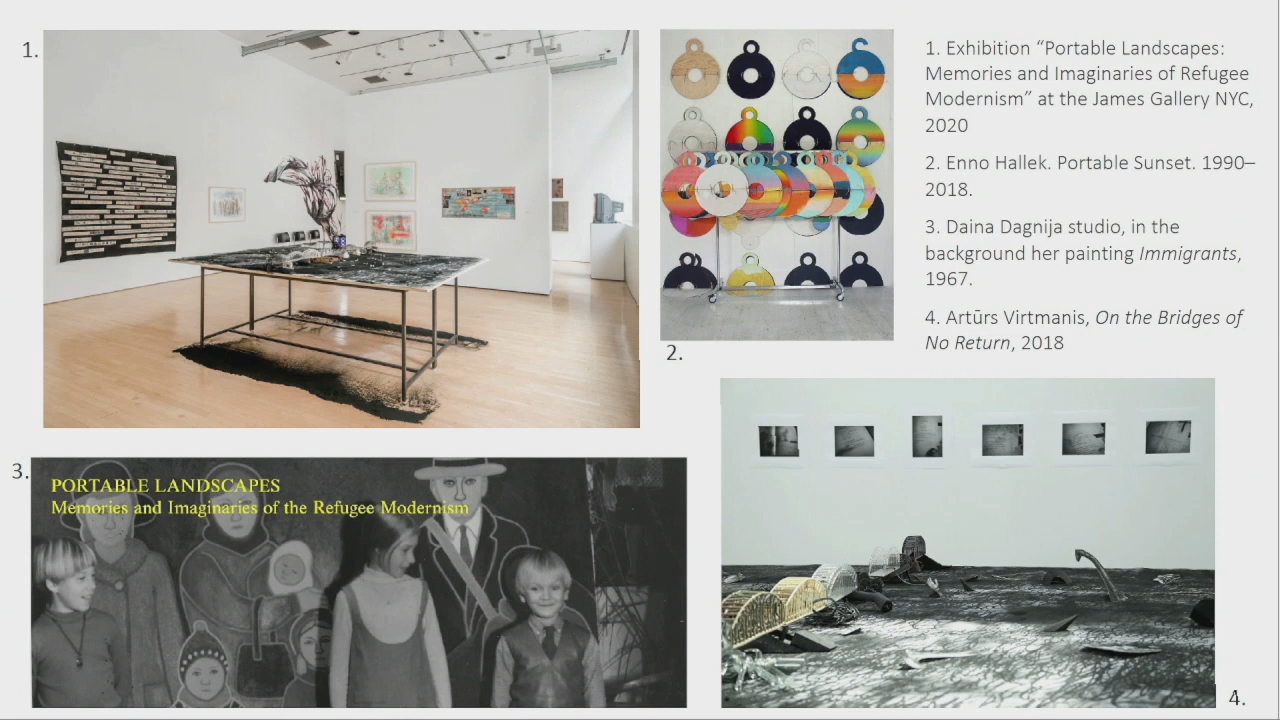 1.
1. Exhibition “Portable Landscapes:
Memories and Imaginaries of Refugee
Modernism” at the James Gallery NYC,
2020
2. Enno Hallek. Portable Sunset. 1990–
2018.
3. Daina Dagnija studio, in the
background her painting Immigrants,
1967.
4. Artūrs Virtmanis, On the Bridges of
No Return, 2018
2.
3.
PORTABLE LANDSCAPES
Memories and Imaginaries of the Refugee Modernism
4.